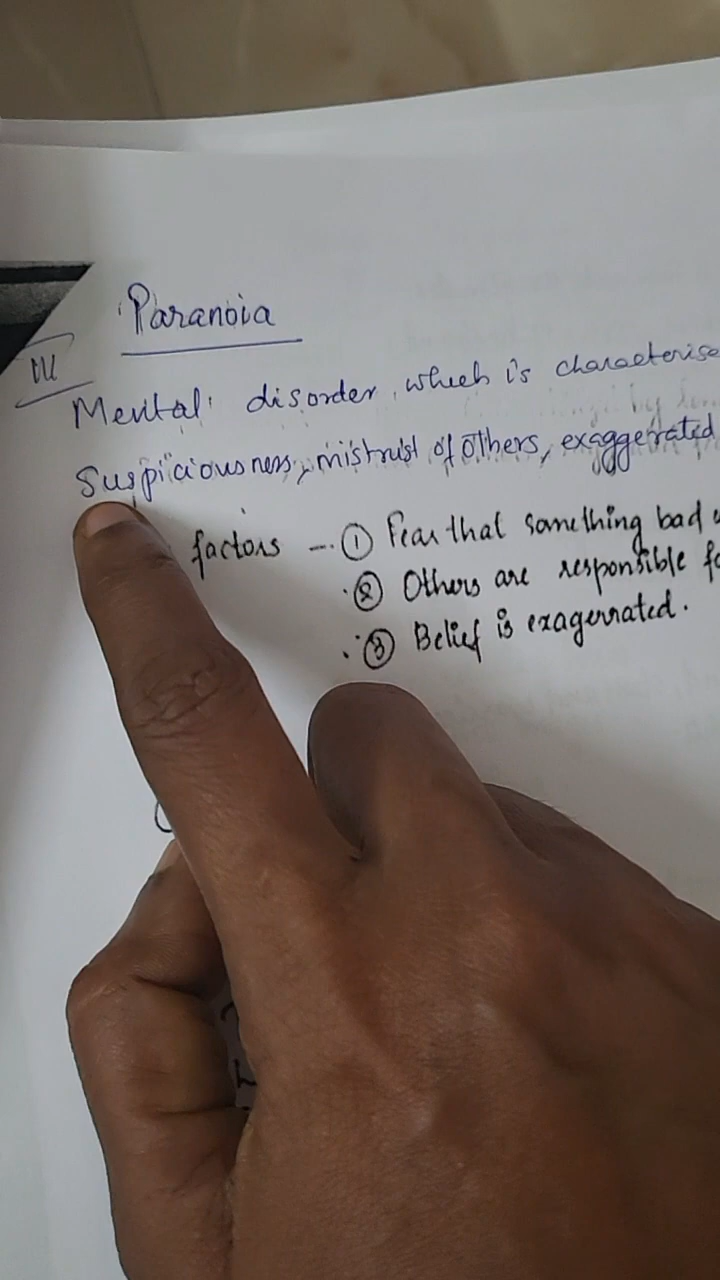 Paranoia
III
Mental disorder, which is characterise
Suspiciousness, mistrust of others, exaggerated
factors - ① Fear that something bad
② Others are responsible
③ Belief is exagerrated.